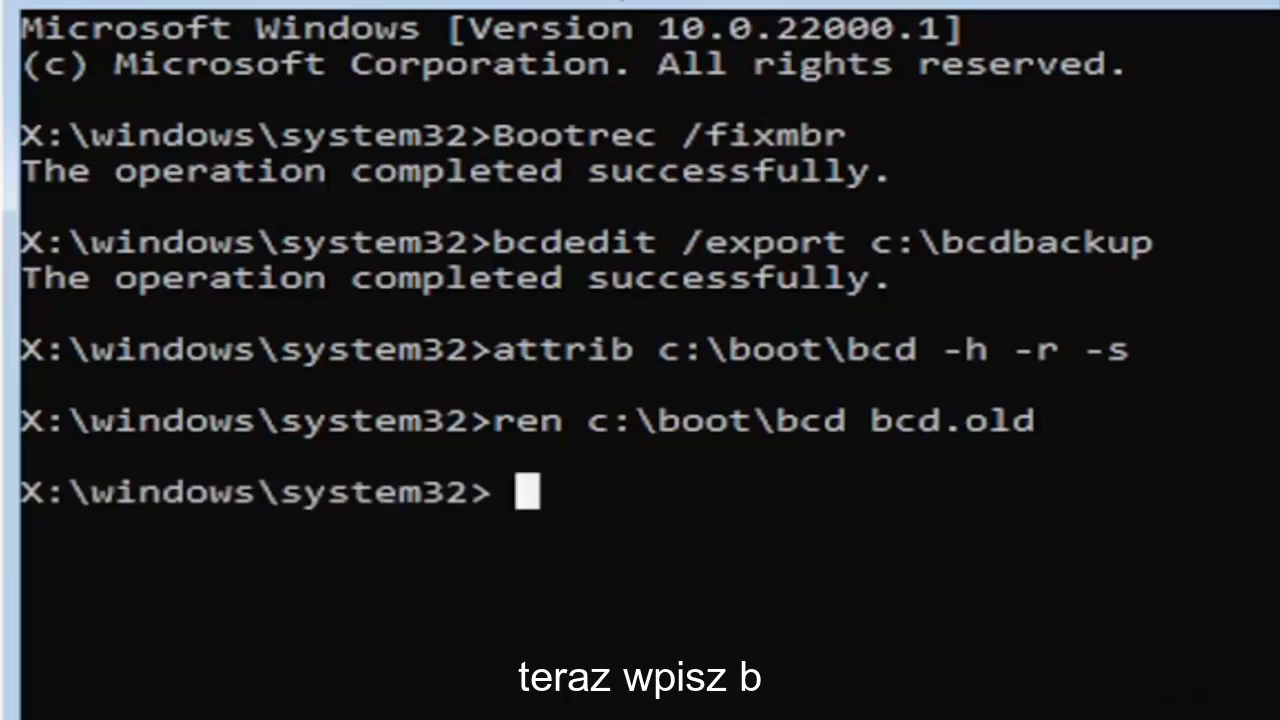 Microsoft Windows [Version 10.0.22000.1]
(c) Microsoft Corporation. All rights reserved.
X:\windows\system32>Bootrec /fixmbr
The operation completed successfully.
X:\windows\system32>bcdedit /export c:\bcdbackup
The operation completed successfully.
X:\windows\system32>attrib c:\boot\bcd -h -r -s
X:\windows\system32>ren c:\boot\bcd bcd.old
X:\windows\system32>
teraz wpisz b